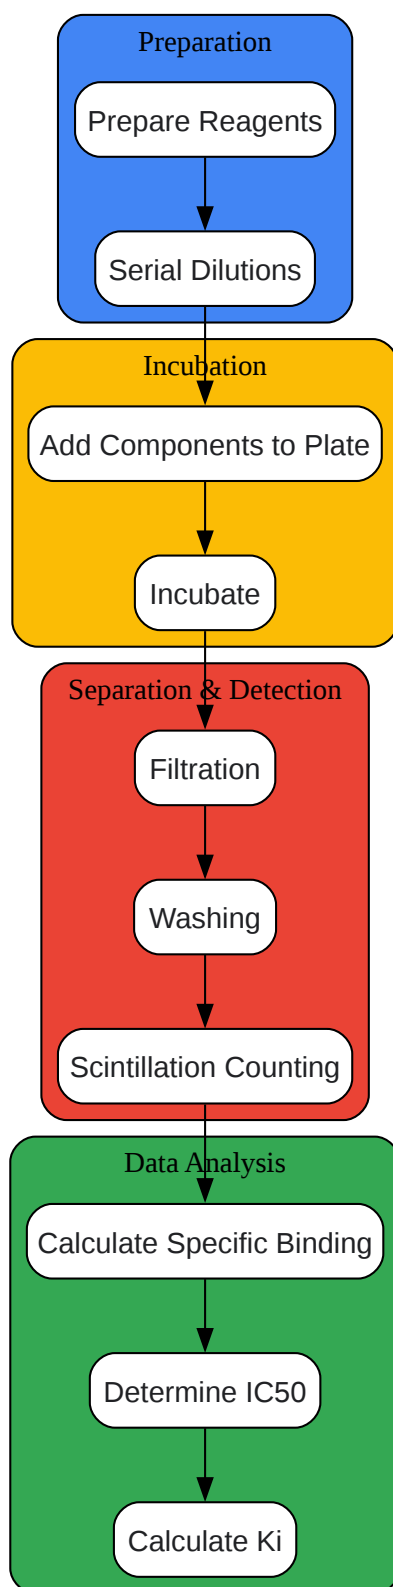 Preparation
Prepare Reagents
Serial Dilutions
Incubation
Add Components to Plate
Incubate
Separation & Detection
Filtration
Washing
Scintillation Counting
Data Analysis
Calculate Specific Binding
Determine IC50
Calculate Ki